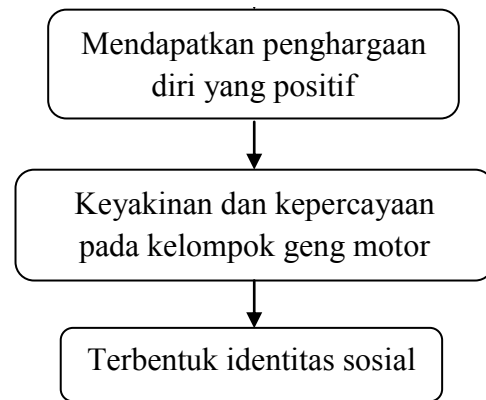 Mendapatkan penghargaan
diri yang positif
Keyakinan dan kepercayaan
pada kelompok geng motor
Terbentuk identitas sosial